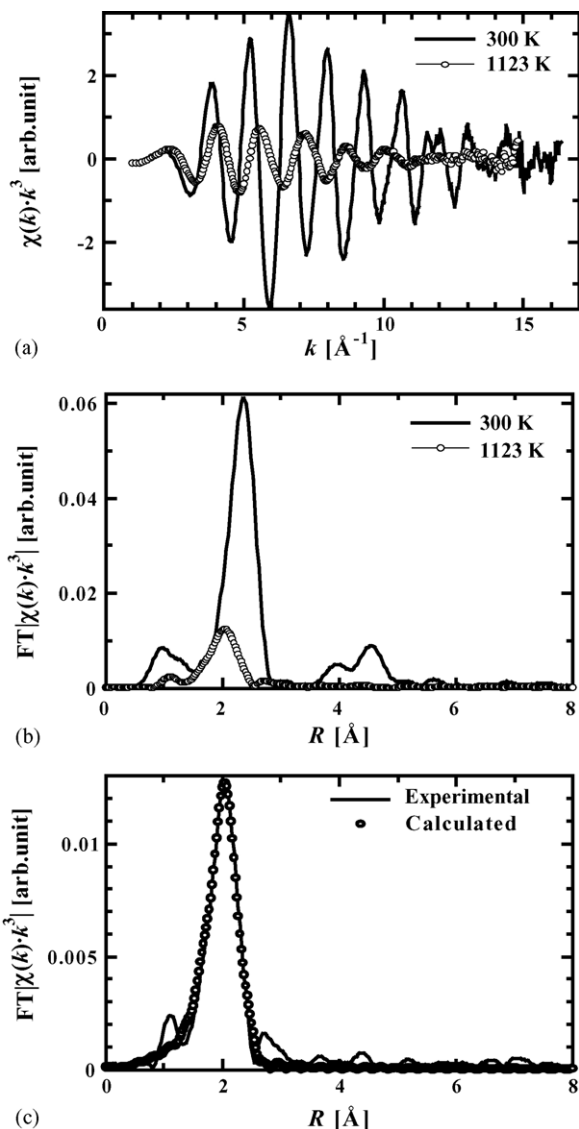 300 K
1123 K
χ(k)·k³ [arb.unit]
2
0
-2
0 5 10 15
k [Å⁻¹]
(a)
0.06
0.04
0.02
0
300 K
1123 K
FT|χ(k)·k³| [arb.unit]
0 2 4 6 8
R [Å]
(b)
Experimental
Calculated
FT|χ(k)·k³| [arb.unit]
0.01
0.005
0
0 2 4 6 8
R [Å]
(c)